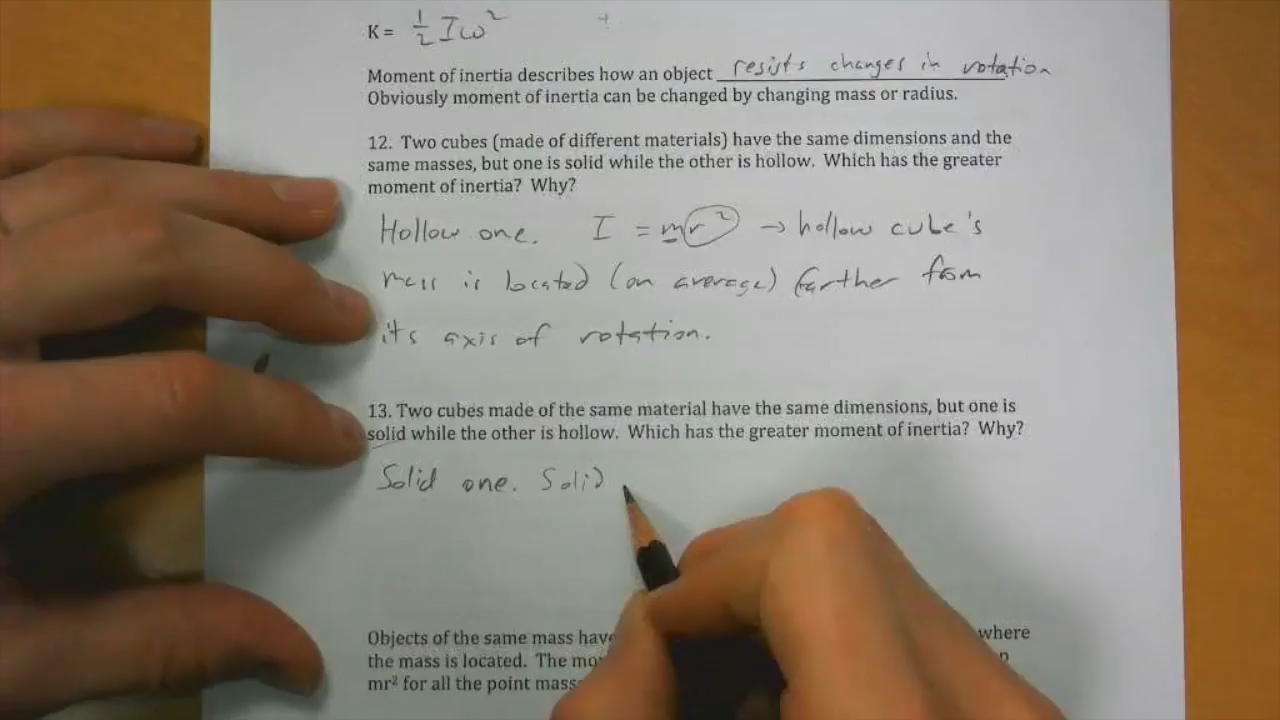 K = 1/2 Iω²
Moment of inertia describes how an object resists changes in rotation
Obviously moment of inertia can be changed by changing mass or radius.
12. Two cubes (made of different materials) have the same dimensions and the
same masses, but one is solid while the other is hollow. Which has the greater
moment of inertia? Why?
Hollow one. I = mr² → hollow cube's
mass is located (on average) farther from
its axis of rotation.
13. Two cubes made of the same material have the same dimensions, but one is
solid while the other is hollow. Which has the greater moment of inertia? Why?
Solid one. Solid
Objects of the same mass have where
the mass is located. The
mr² for all the point